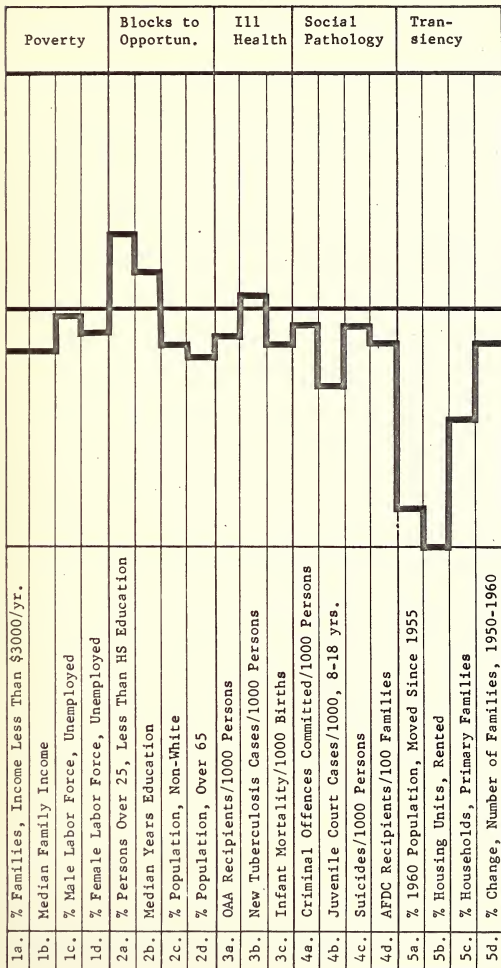 Poverty
Blocks to
Opportun.
Ill
Health
Social
Pathology
Tran-
siency
1a. % Families, Income Less Than $3000/yr.
1b. Median Family Income
1c. % Male Labor Force, Unemployed
1d. % Female Labor Force, Unemployed
2a. % Persons Over 25, Less Than HS Education
2b. Median Years Education
2c. % Population, Non-White
2d. % Population, Over 65
3a. OAA Recipients/1000 Persons
3b. New Tuberculosis Cases/1000 Persons
3c. Infant Mortality/1000 Births
4a. Criminal Offences Committed/1000 Persons
4b. Juvenile Court Cases/1000, 8-18 yrs.
4c. Suicides/1000 Persons
4d. AFDC Recipients/100 Families
5a. % 1960 Population, Moved Since 1955
5b. % Housing Units, Rented
5c. % Households, Primary Families
5d. % Change, Number of Families, 1950-1960